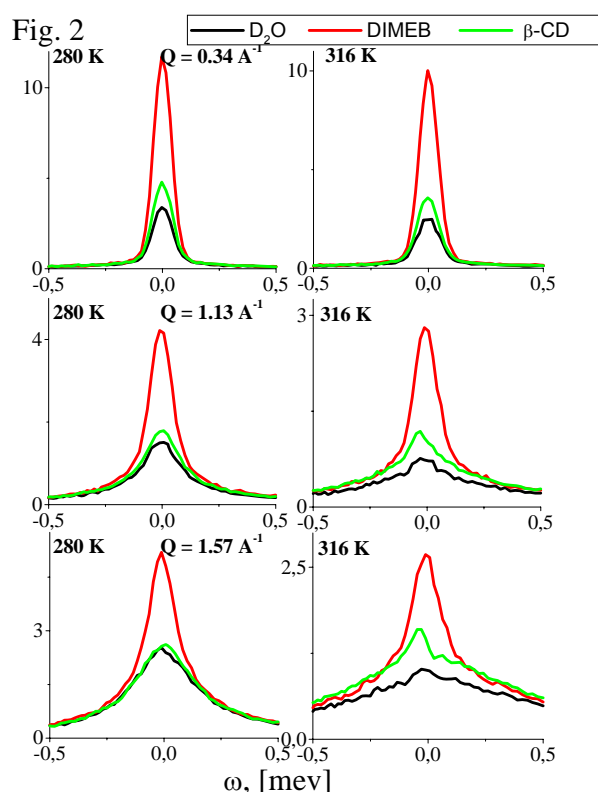 Fig. 2
D₂O DIMEB β-CD
280 K Q = 0.34 A⁻¹ 316 K
10 10
0 0
-0,5 0,0 0,5 -0,5 0,0 0,5
280 K Q = 1.13 A⁻¹ 316 K
4 3
0 0
-0,5 0,0 0,5 -0,5 0,0 0,5
280 K Q = 1.57 A⁻¹ 316 K
3 2,5
0 0,0
-0,5 0,0 0,5 -0,5 0,0 0,5
ω, [mev]